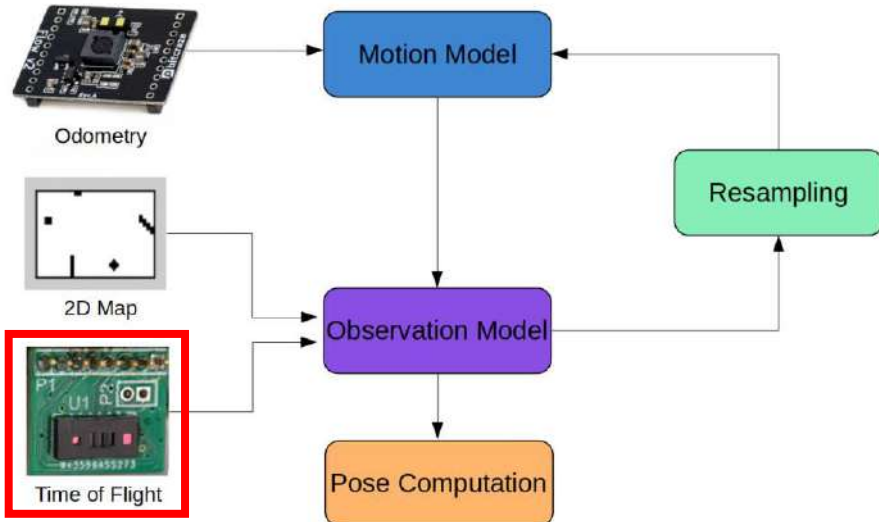 Motion Model
Odometry
Resampling
2D Map
Observation Model
P1
P2
U1
Time of Flight
Pose Computation